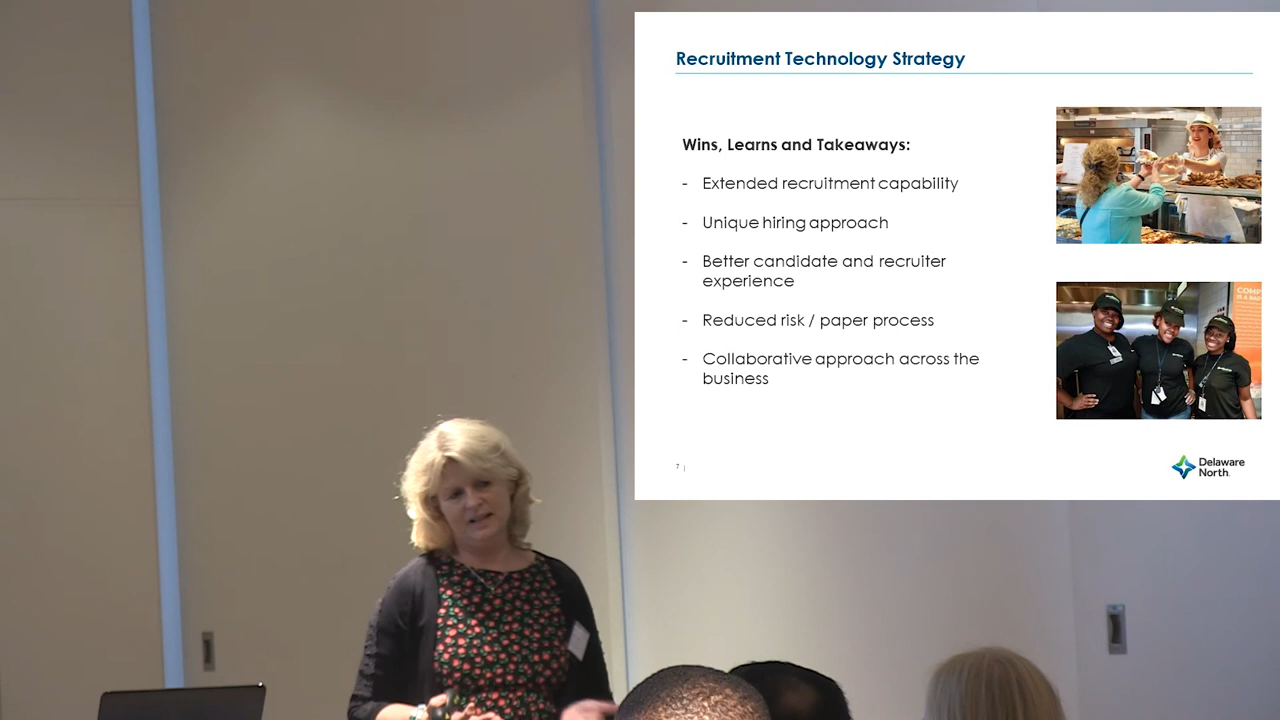 Recruitment Technology Strategy
Wins, Learns and Takeaways:
- Extended recruitment capability
- Unique hiring approach
- Better candidate and recruiter
experience
- Reduced risk / paper process
- Collaborative approach across the
business
7 |
Delaware
North